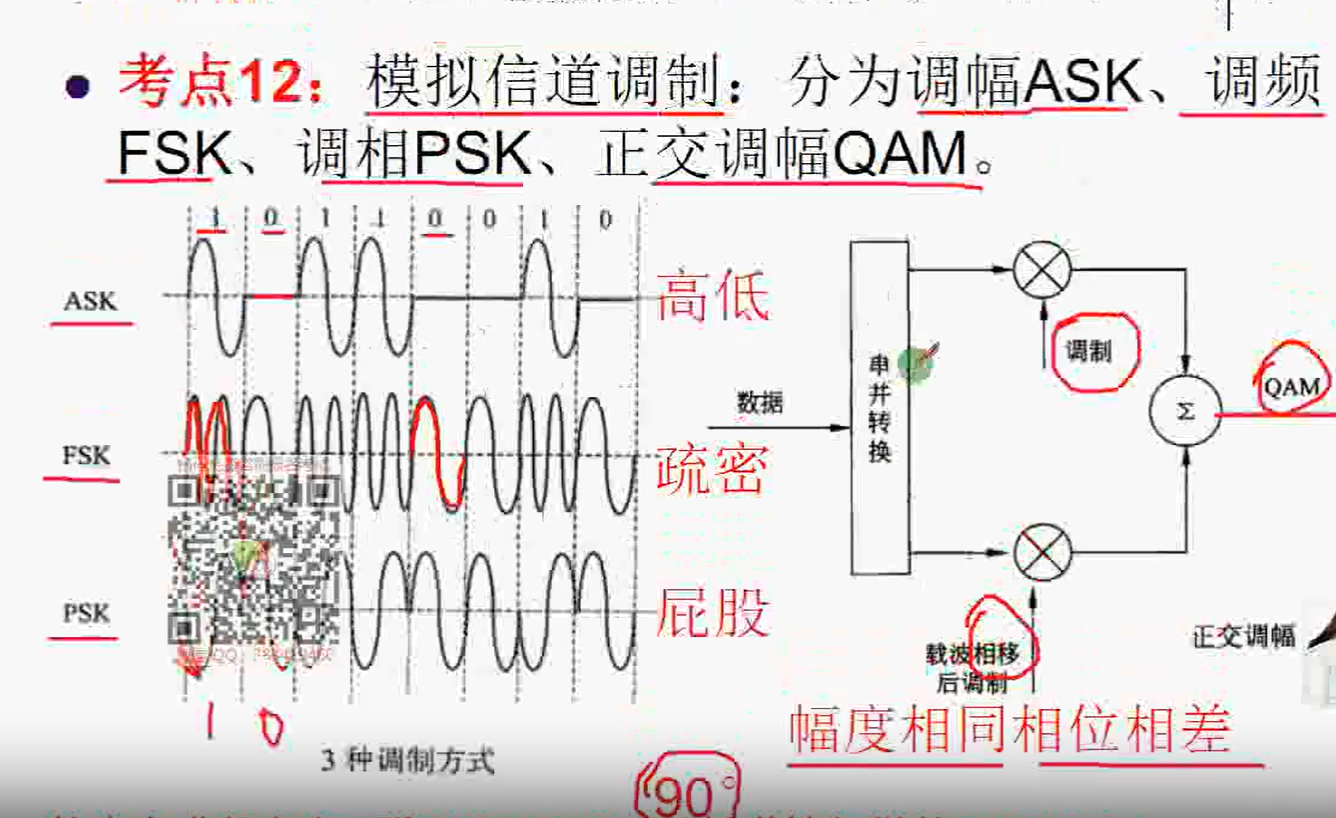 • 考点12：模拟信道调制：分为调幅ASK、调频
FSK、调相PSK、正交调幅QAM。
1 0 1 1 0 0 1 0
ASK
高低
FSK
疏密
PSK
屁股
1 0
3 种调制方式
数据
串并转换
调制
Σ
QAM
载波相移
后调制
正交调幅
幅度相同相位相差
90°